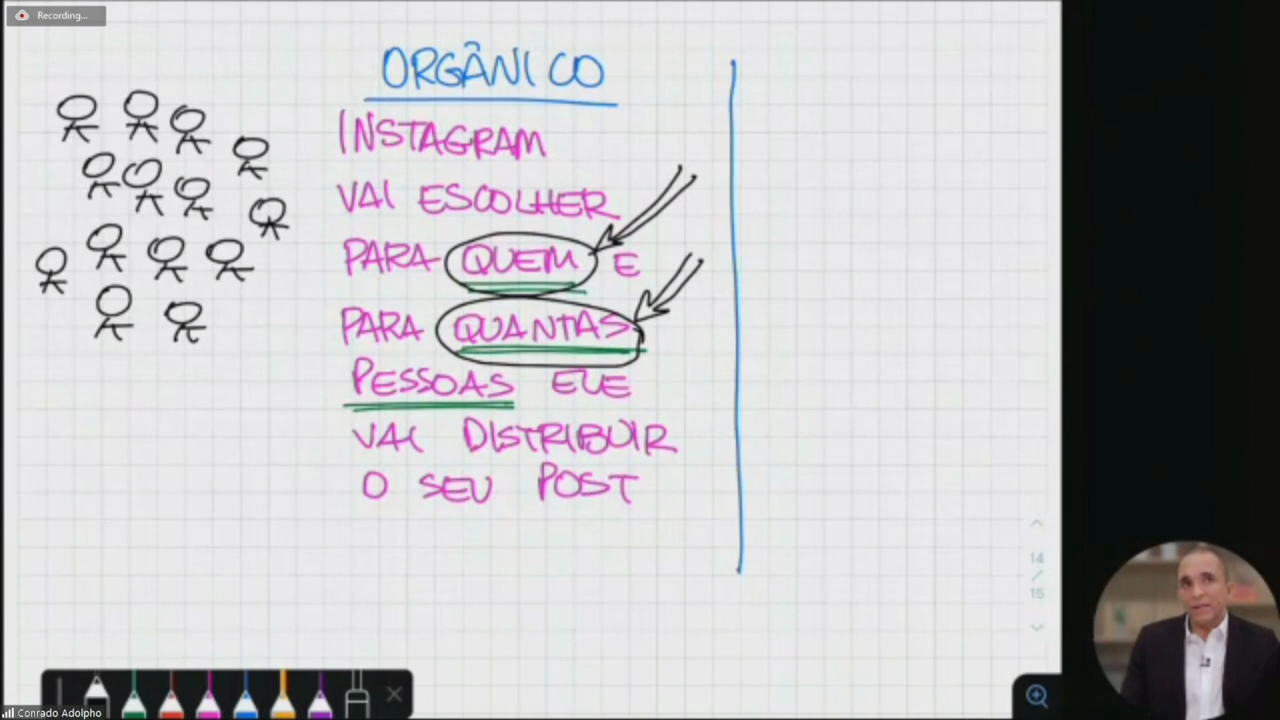 Recording...
ORGÂNICO
INSTAGRAM
VAI ESCOLHER
PARA QUEM E
PARA QUANTAS
PESSOAS ELE
VAI DISTRIBUIR
O SEU POST
14
/
15
Conrado Adolpho